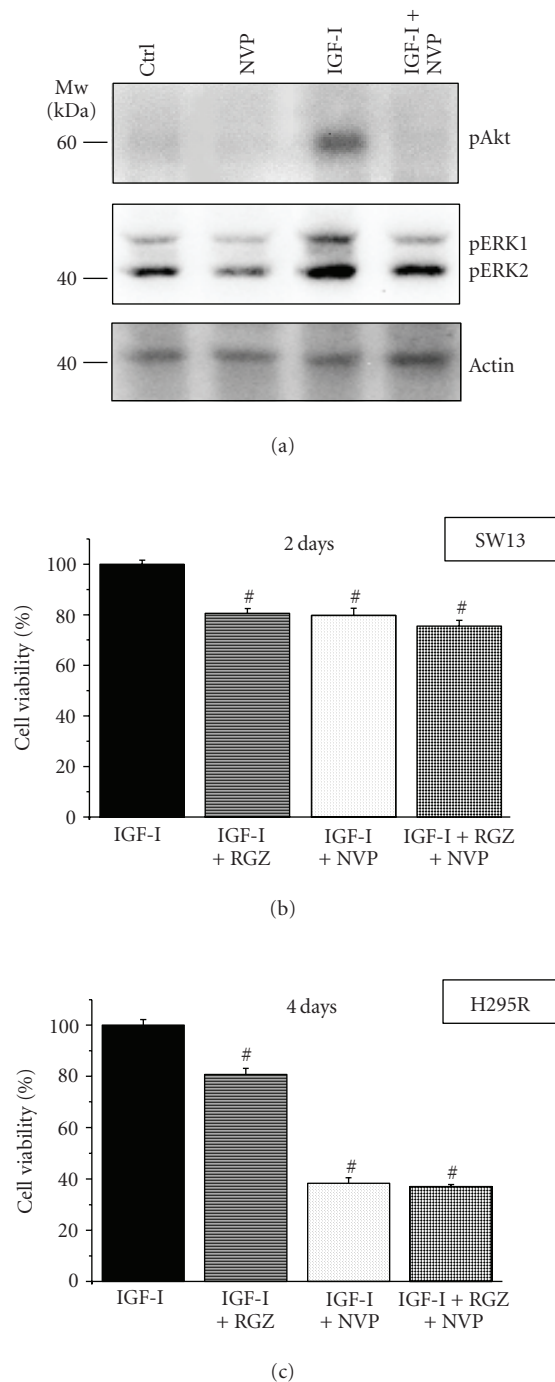 Ctrl
NVP
IGF-I
IGF-I +
NVP
Mw
(kDa)
60
pAkt
pERK1
40
pERK2
40
Actin
(a)
2 days
SW13
Cell viability (%)
100
80
60
40
20
0
#
#
#
IGF-I
IGF-I
+ RGZ
IGF-I
+ NVP
IGF-I + RGZ
+ NVP
(b)
4 days
H295R
Cell viability (%)
100
80
60
40
20
0
#
#
#
IGF-I
IGF-I
+ RGZ
IGF-I
+ NVP
IGF-I + RGZ
+ NVP
(c)